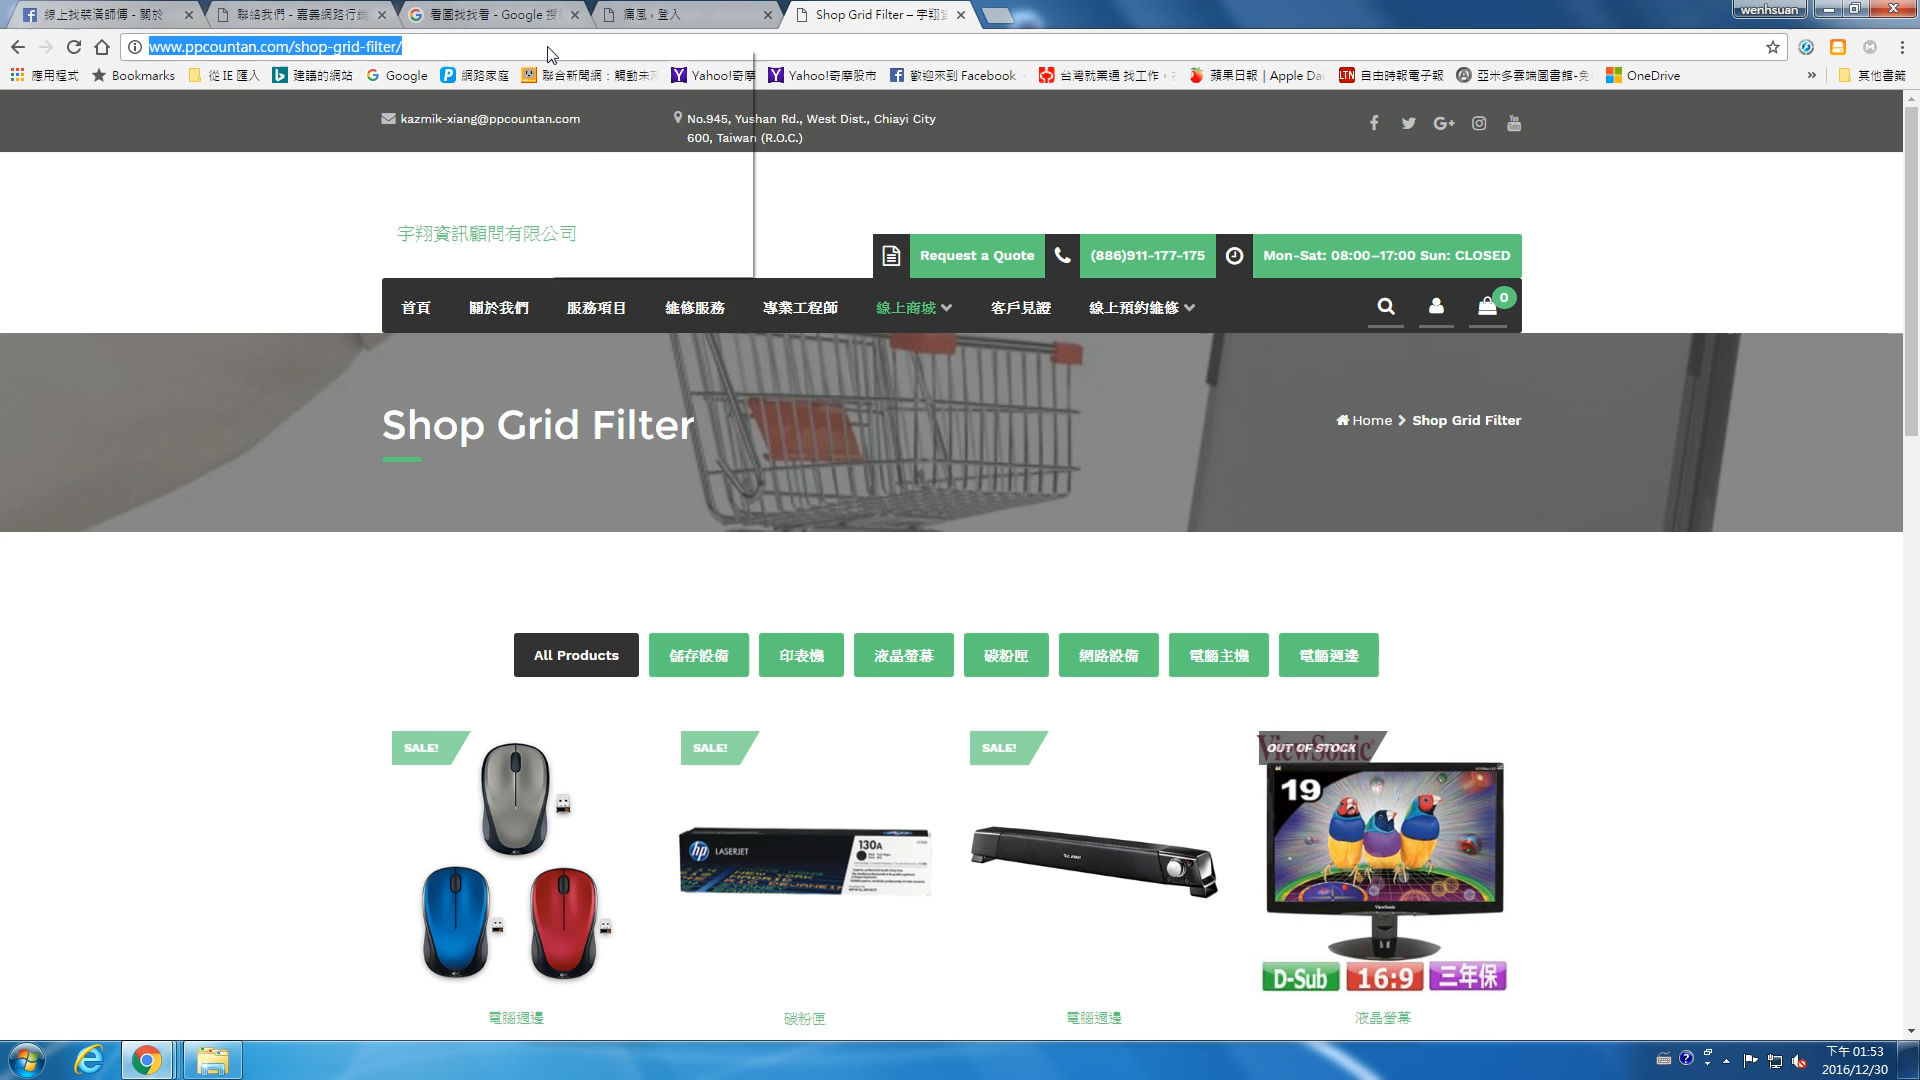 線上找裝潢師傅 - 關於
聯絡我們 - 嘉義網路行銷
看圖找找看 - Google 搜
痛風 ‹ 登入
Shop Grid Filter – 宇翔
wenhsuan
www.ppcountan.com/shop-grid-filter/
應用程式
Bookmarks
從 IE 匯入
建議的網站
Google
網路家庭
聯合新聞網：觸動未
Yahoo!奇摩
Yahoo!奇摩股市
歡迎來到 Facebook
台灣就業通 找工作，
蘋果日報 | Apple Dai
自由時報電子報
亞米多雲端圖書館-免
OneDrive
»
其他書籤
kazmik-xiang@ppcountan.com
No.945, Yushan Rd., West Dist., Chiayi City
600, Taiwan (R.O.C.)
宇翔資訊顧問有限公司
Request a Quote
(886)911-177-175
Mon-Sat: 08:00–17:00 Sun: CLOSED
首頁
關於我們
服務項目
維修服務
專業工程師
線上商城
客戶見證
線上預約維修
0
Shop Grid Filter
Home
Shop Grid Filter
All Products
儲存設備
印表機
液晶螢幕
碳粉匣
網路設備
電腦主機
電腦週邊
SALE!
SALE!
SALE!
OUT OF STOCK
ViewSonic
19
hp LASERJET
130A
ViewSonic
D-Sub
16:9
三年保
電腦週邊
碳粉匣
電腦週邊
液晶螢幕
下午 01:53
2016/12/30